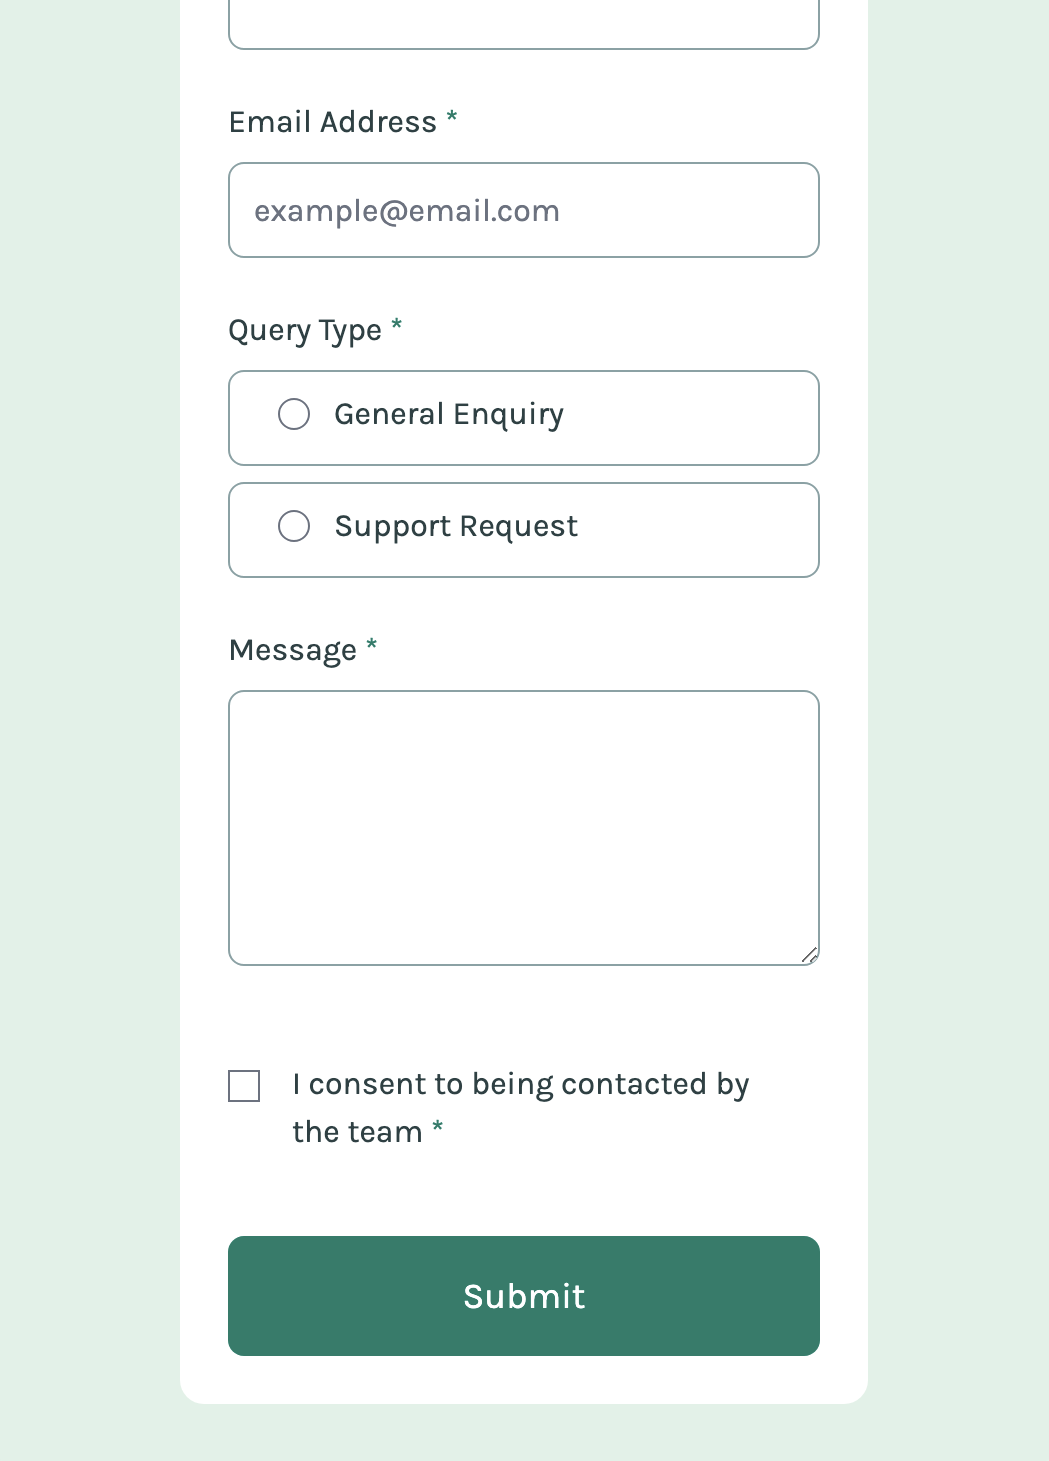 Email Address *
example@email.com
Query Type *
General Enquiry
Support Request
Message *
I consent to being contacted by
the team *
Submit